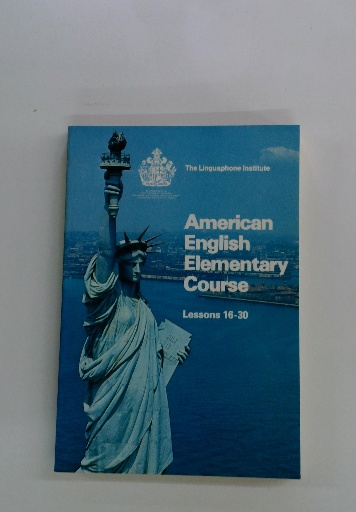 The Linguaphone Institute
American
English
Elementary
Course
Lessons 16-30